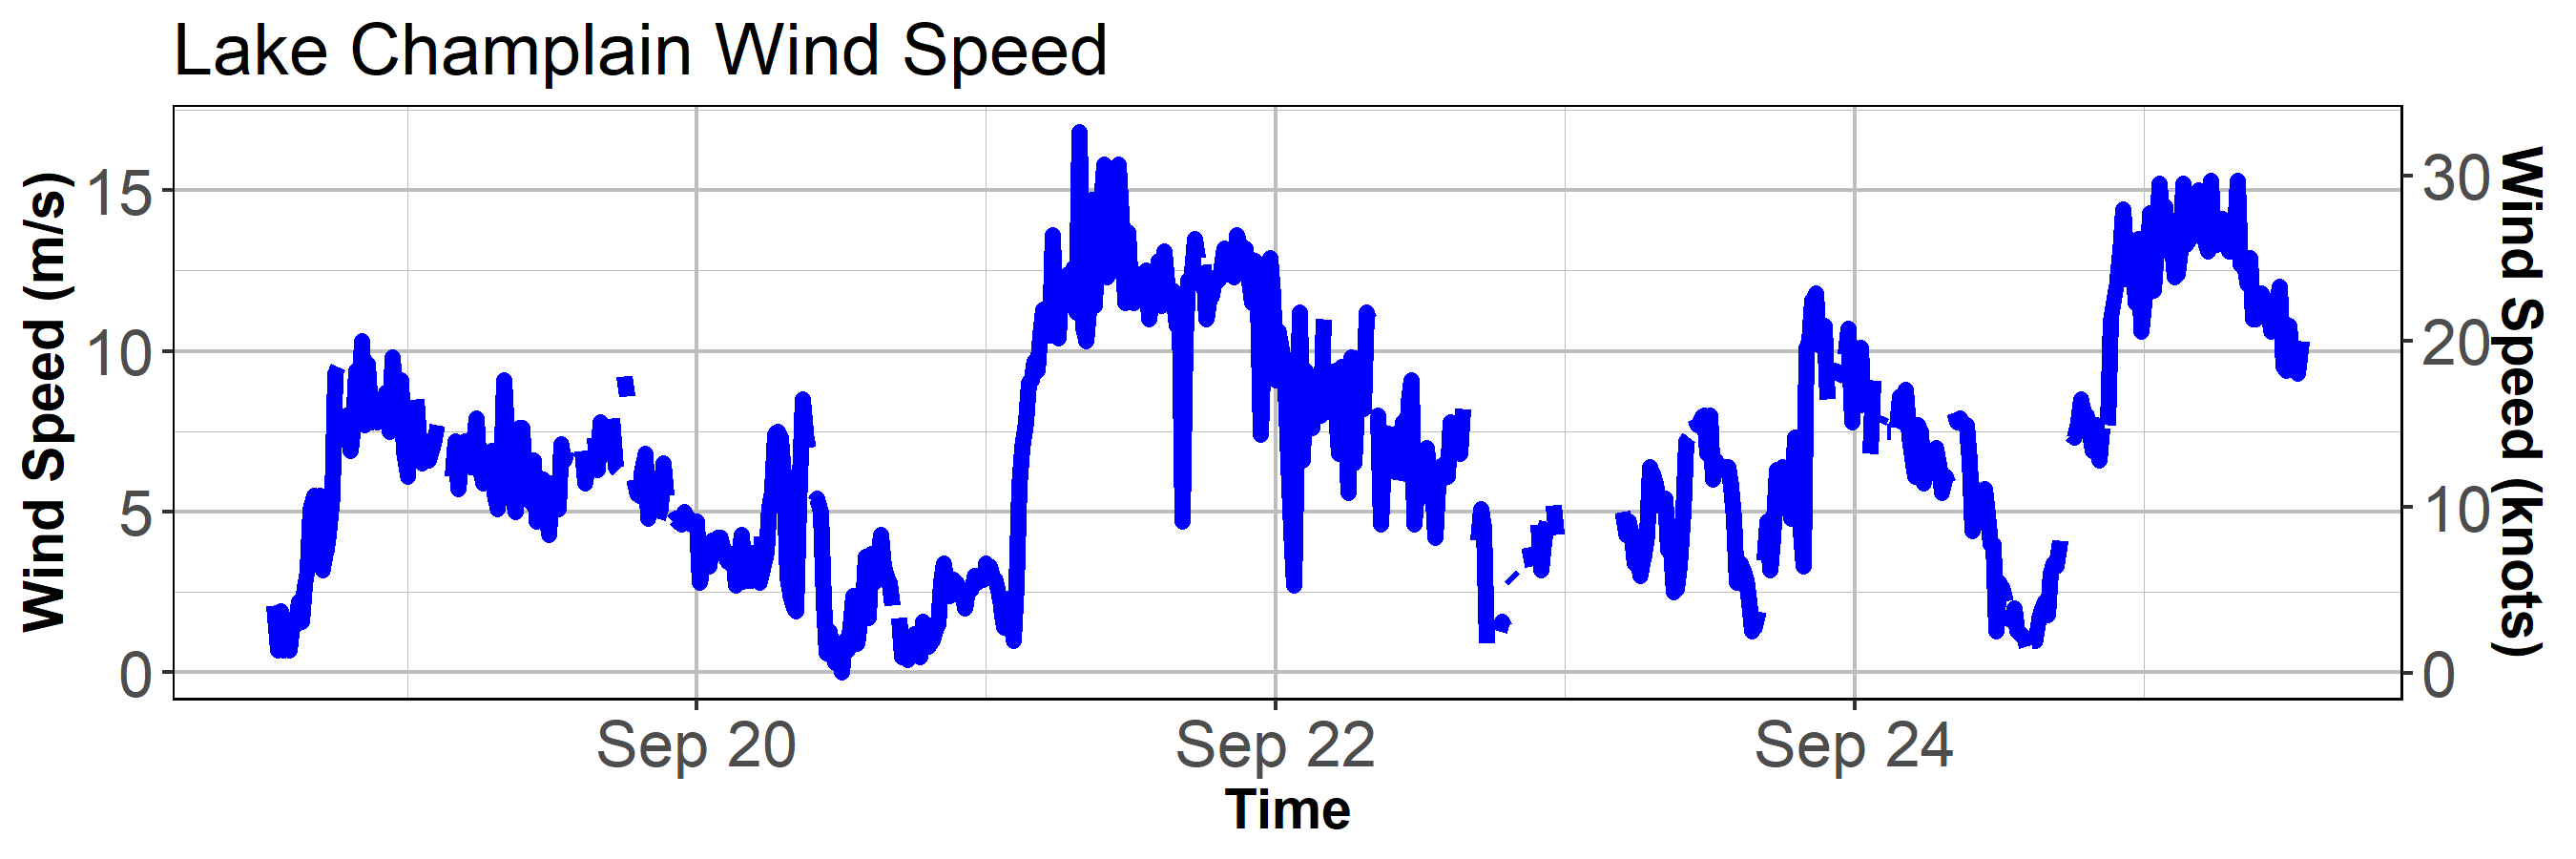 Lake Champlain Wind Speed
Wind Speed (m/s)
15
10
5
0
30
20
10
0
Wind Speed (knots)
Sep 20
Sep 22
Sep 24
Time